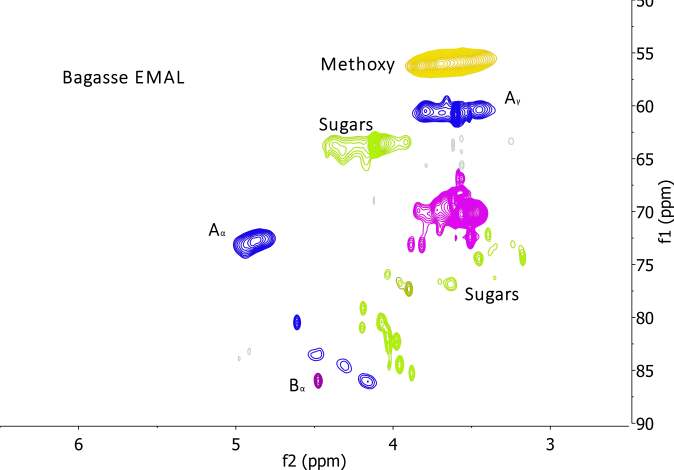 50
Methoxy
55
Bagasse EMAL
Aγ
60
Sugars
65
70
f1 (ppm)
Aα
75
Sugars
80
85
Bα
90
6 5 4 3
f2 (ppm)